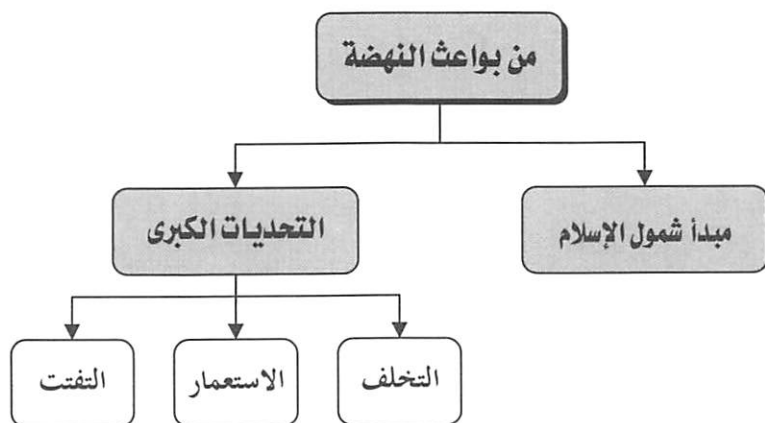 من بواعث النهضة
مبدأ شمول الإسلام
التحديات الكبرى
التخلف
الاستعمار
التفتت